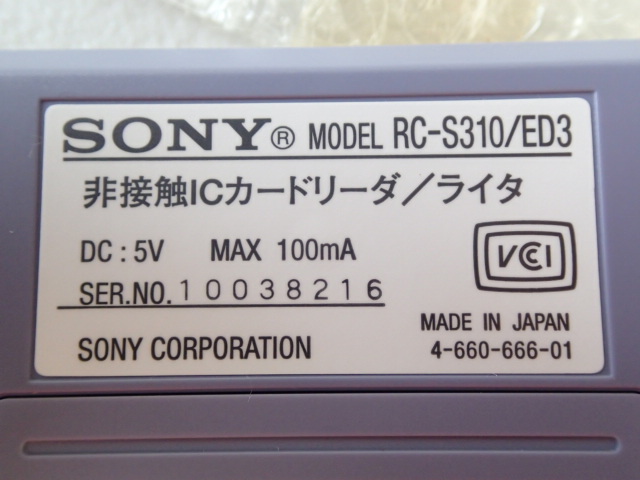 SONY® MODEL RC-S310/ED3
非接触ICカードリーダ／ライタ
DC : 5V MAX 100mA
VCI
SER.NO. 10038216
MADE IN JAPAN
SONY CORPORATION 4-660-666-01